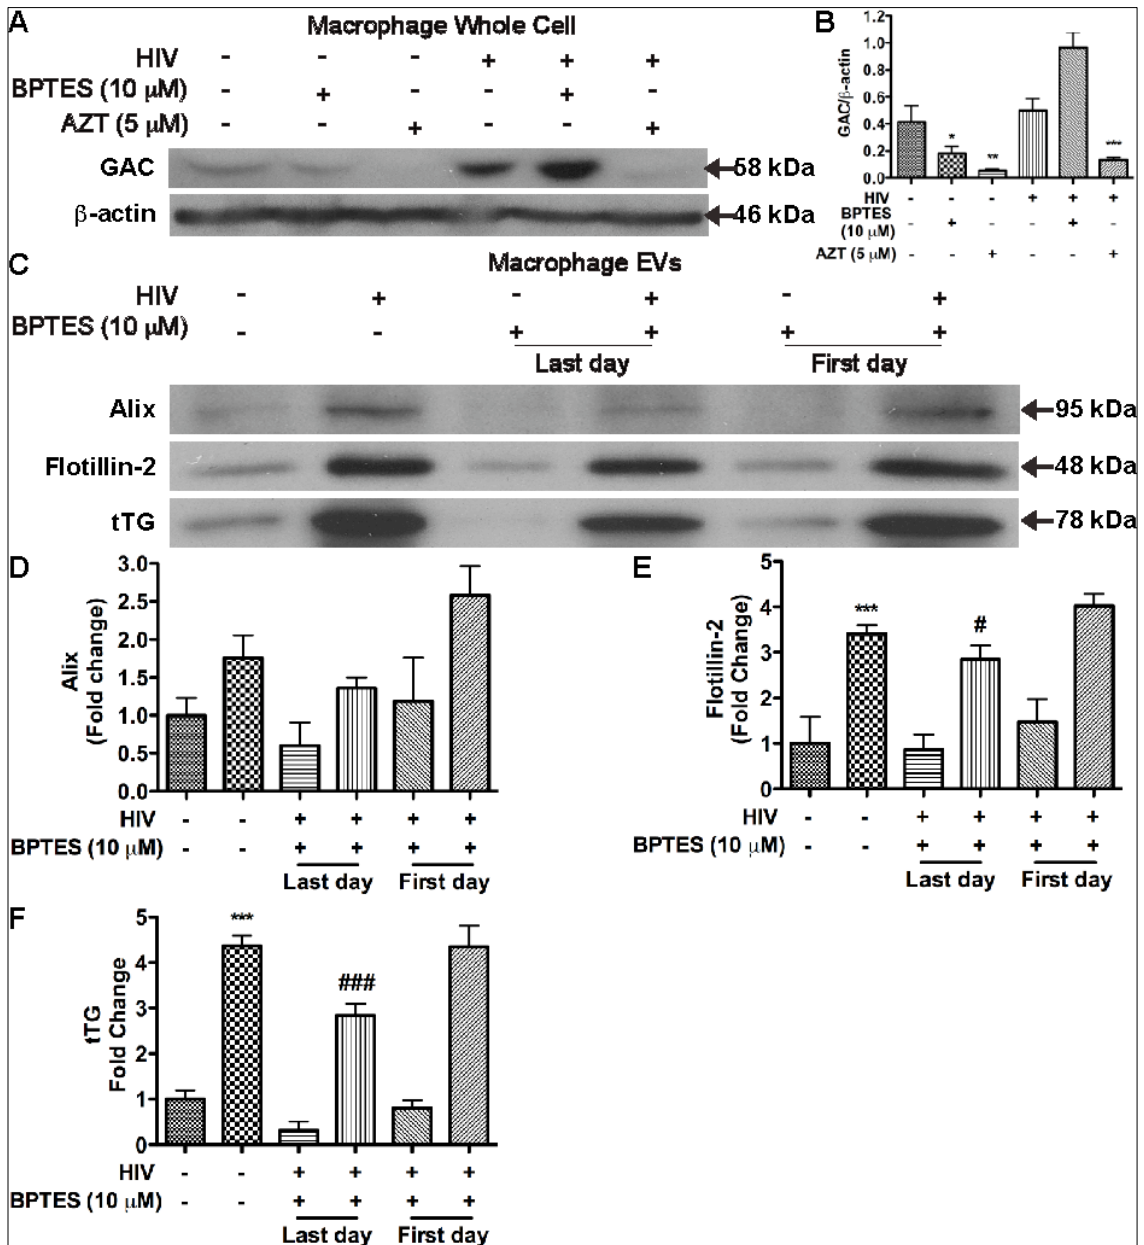 A
Macrophage Whole Cell
HIV - - - + + +
BPTES (10 μM) - + - - + -
AZT (5 μM) - - + - - +
GAC 58 kDa
β-actin 46 kDa
B
GAC/β-actin
1.2
1.0
0.8
0.6
0.4
0.2
0.0
* ** ***
HIV - - - + + +
BPTES - + - - + -
(10 μM)
AZT (5 μM) - - + - - +
C
Macrophage EVs
HIV - + - + - +
BPTES (10 μM) - - + + + +
Last day First day
Alix 95 kDa
Flotillin-2 48 kDa
tTG 78 kDa
D
Alix
(Fold change)
3.0
2.5
2.0
1.5
1.0
0.5
0.0
HIV - - + + + +
BPTES (10 μM) - - + + + +
Last day First day
E
Flotillin-2
(Fold Change)
5
4
3
2
1
0
*** #
HIV - - + + + +
BPTES (10 μM) - - + + + +
Last day First day
F
tTG
Fold Change
5
4
3
2
1
0
*** ###
HIV - - + + + +
BPTES (10 μM) - - + + + +
Last day First day